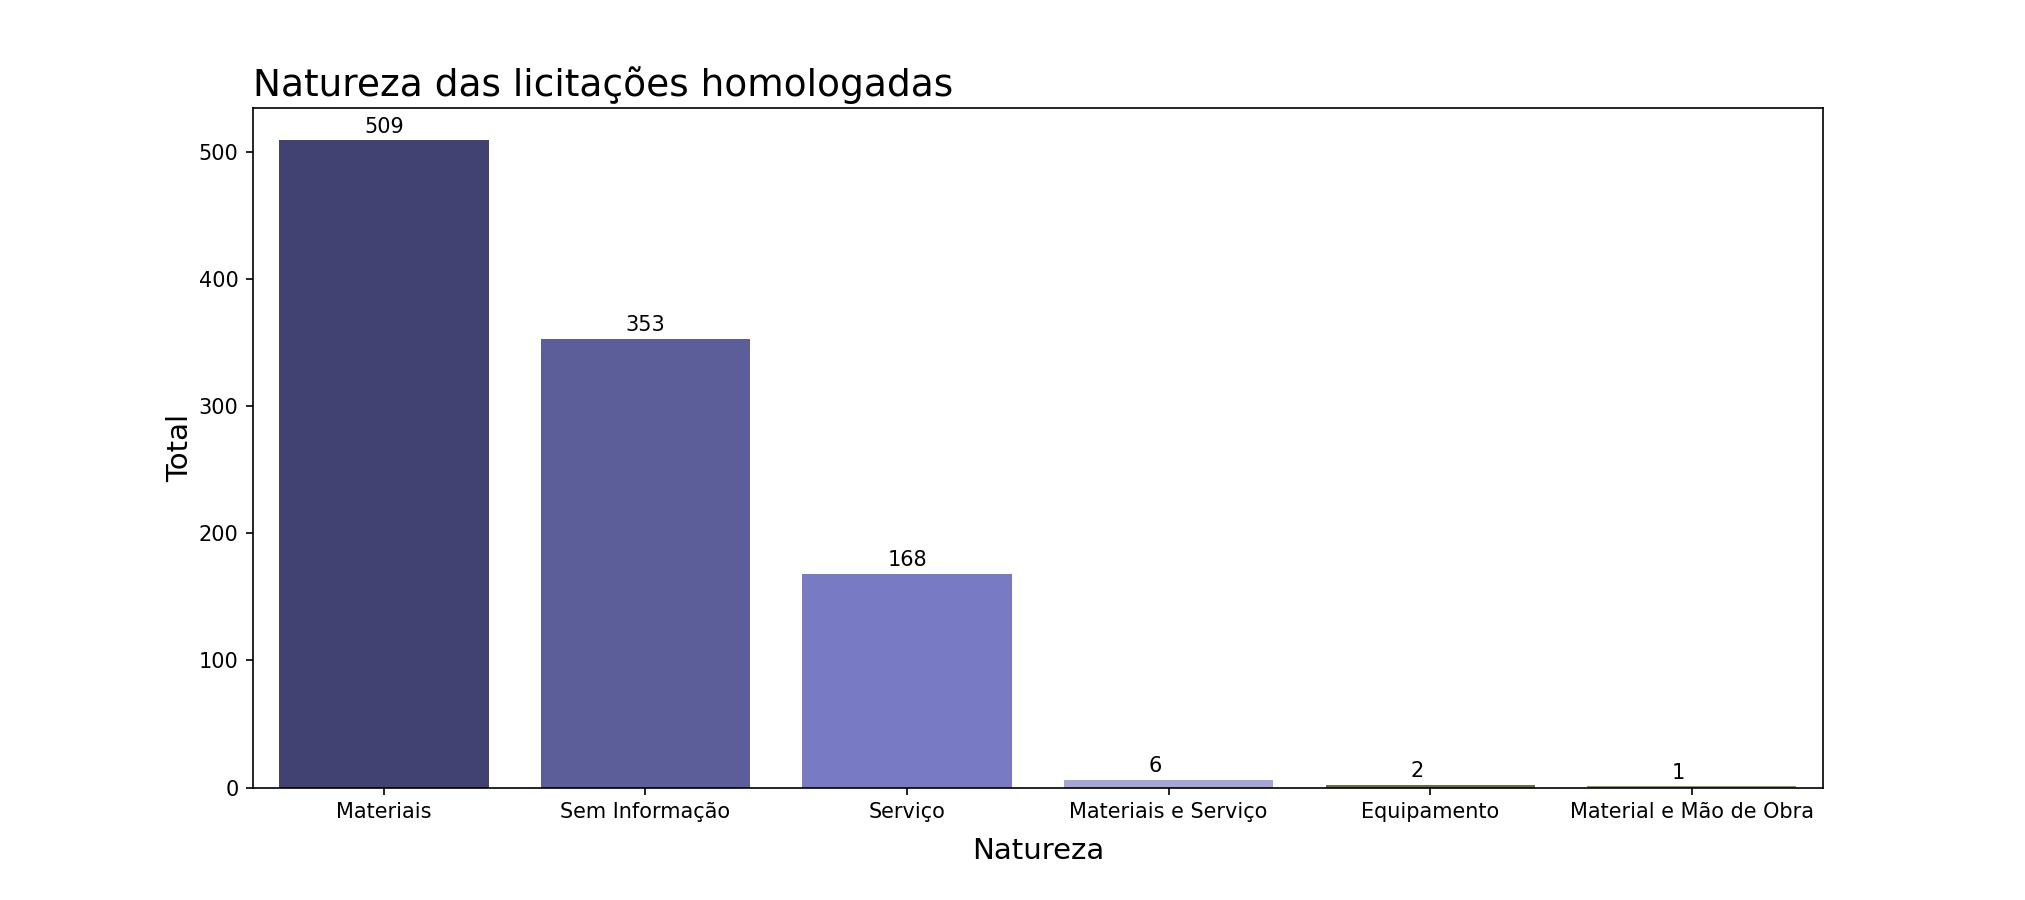 Natureza das licitações homologadas
509
500
400
353
300
Total
200
168
100
6
2
1
0
Materiais
Sem Informação
Serviço
Materiais e Serviço
Equipamento
Material e Mão de Obra
Natureza